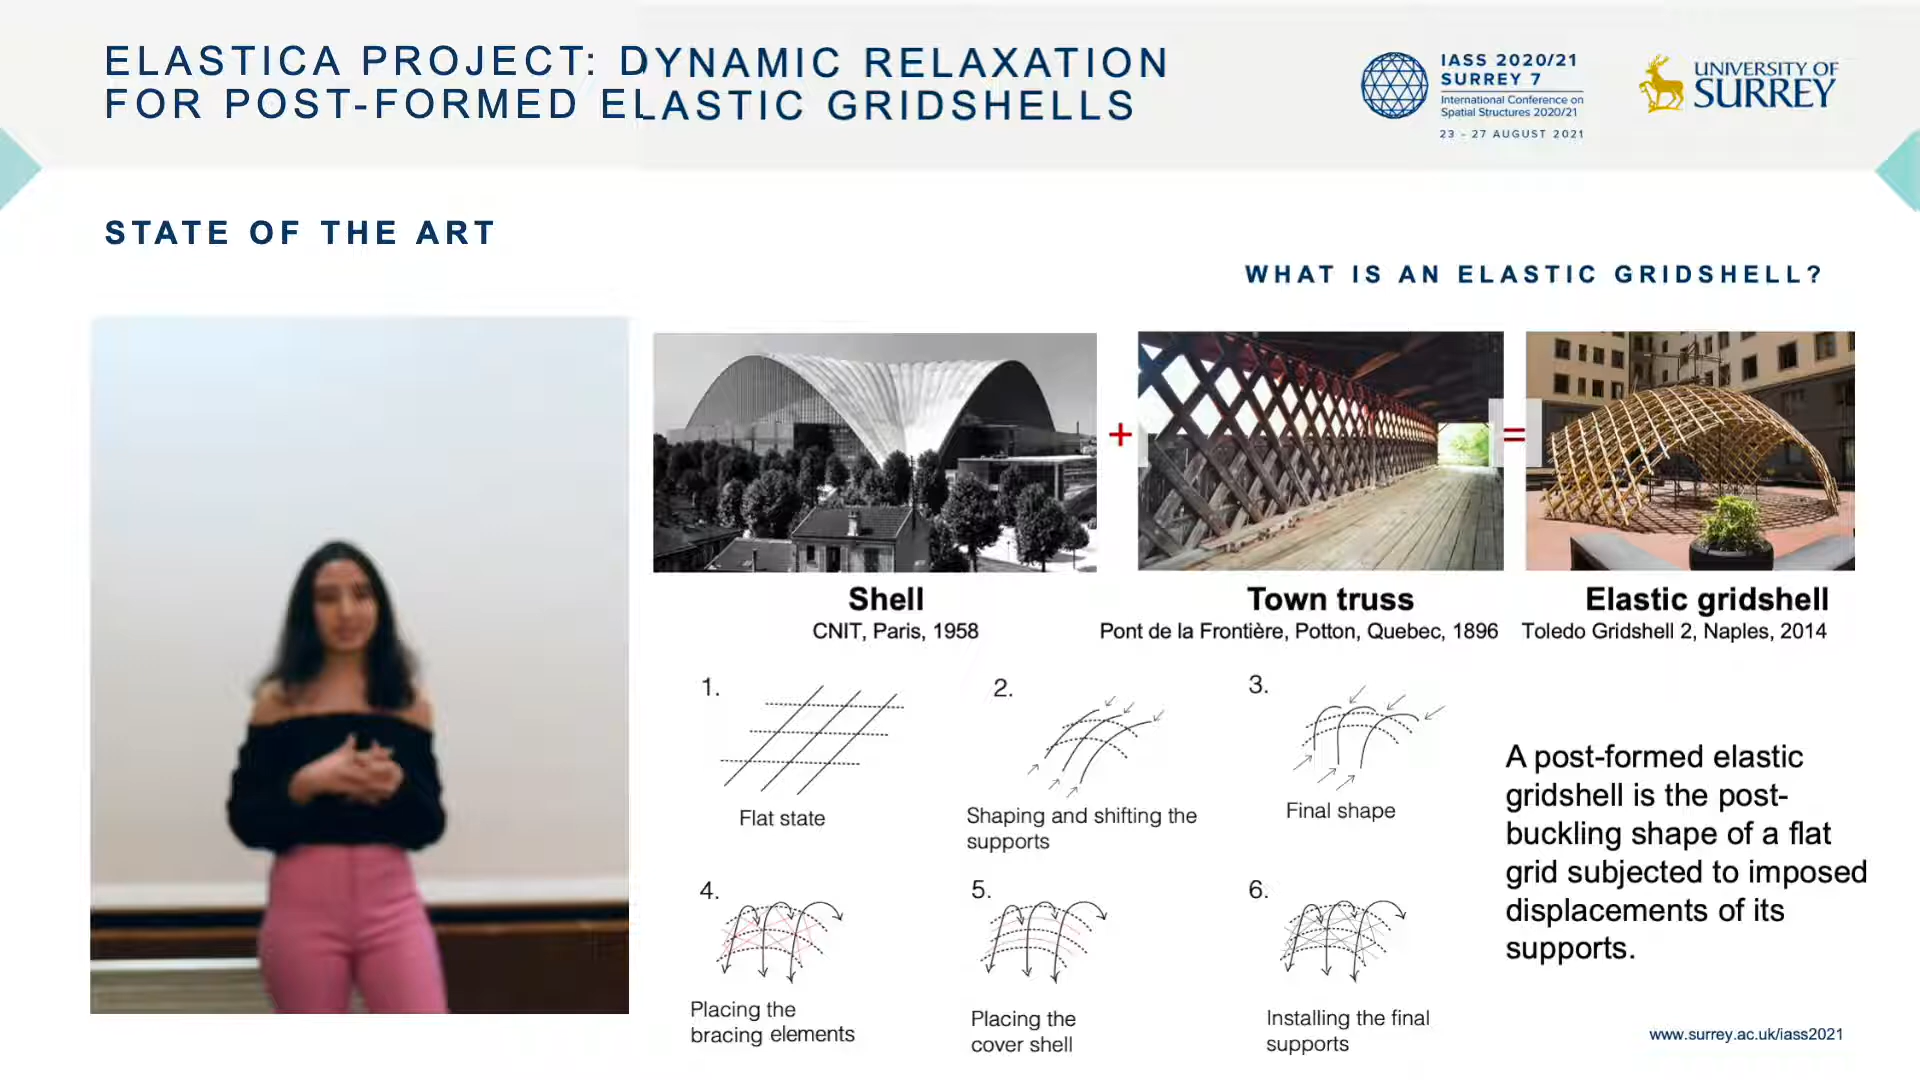 ELASTICA PROJECT: DYNAMIC RELAXATION
FOR POST-FORMED ELASTIC GRIDSHELLS
IASS 2020/21
SURREY 7
International Conference on
Spatial Structures 2020/21
23 - 27 AUGUST 2021
UNIVERSITY OF
SURREY
STATE OF THE ART
WHAT IS AN ELASTIC GRIDSHELL?
+
=
Shell
CNIT, Paris, 1958
Town truss
Pont de la Frontière, Potton, Quebec, 1896
Elastic gridshell
Toledo Gridshell 2, Naples, 2014
1.
Flat state
2.
Shaping and shifting the
supports
3.
Final shape
4.
Placing the
bracing elements
5.
Placing the
cover shell
6.
Installing the final
supports
A post-formed elastic
gridshell is the post-
buckling shape of a flat
grid subjected to imposed
displacements of its
supports.
www.surrey.ac.uk/iass2021